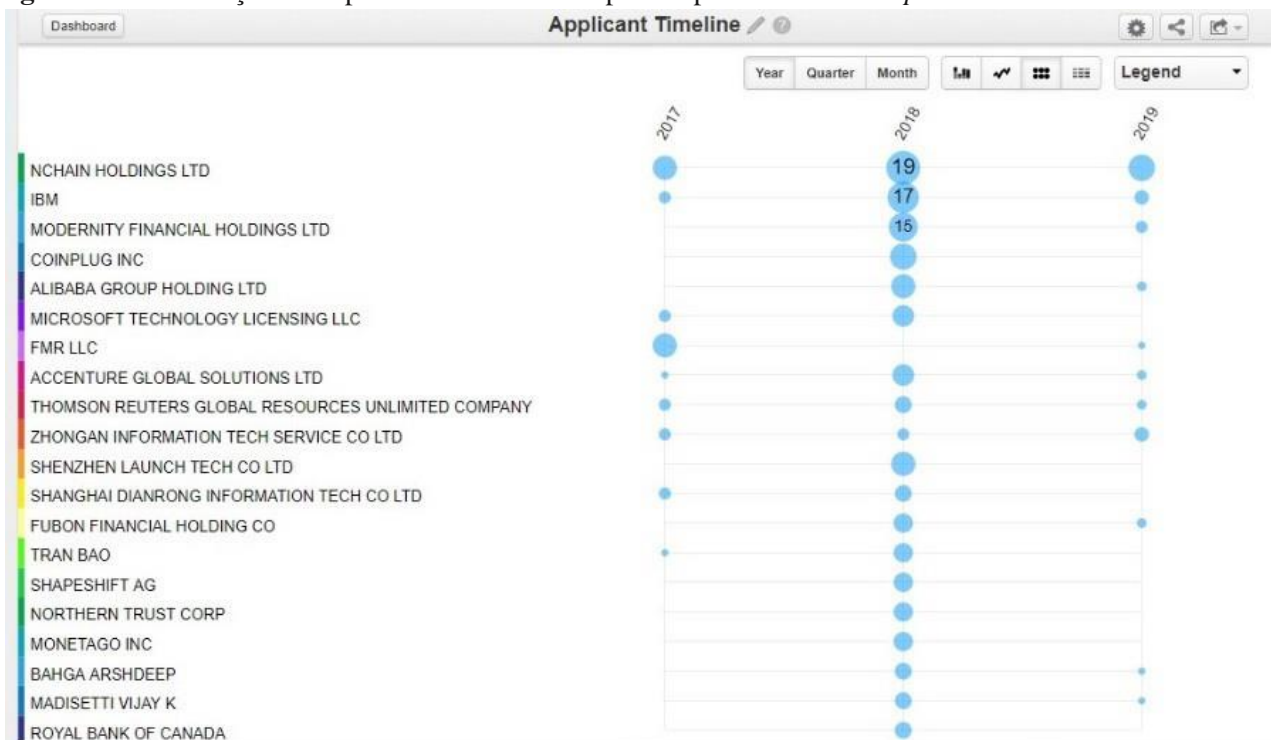 Dashboard
Applicant Timeline
Year Quarter Month Legend
2017 2018 2019
NCHAIN HOLDINGS LTD 19
IBM 17
MODERNITY FINANCIAL HOLDINGS LTD 15
COINPLUG INC
ALIBABA GROUP HOLDING LTD
MICROSOFT TECHNOLOGY LICENSING LLC
FMR LLC
ACCENTURE GLOBAL SOLUTIONS LTD
THOMSON REUTERS GLOBAL RESOURCES UNLIMITED COMPANY
ZHONGAN INFORMATION TECH SERVICE CO LTD
SHENZHEN LAUNCH TECH CO LTD
SHANGHAI DIANRONG INFORMATION TECH CO LTD
FUBON FINANCIAL HOLDING CO
TRAN BAO
SHAPESHIFT AG
NORTHERN TRUST CORP
MONETAGO INC
BAHGA ARSHDEEP
MADISETTI VIJAY K
ROYAL BANK OF CANADA